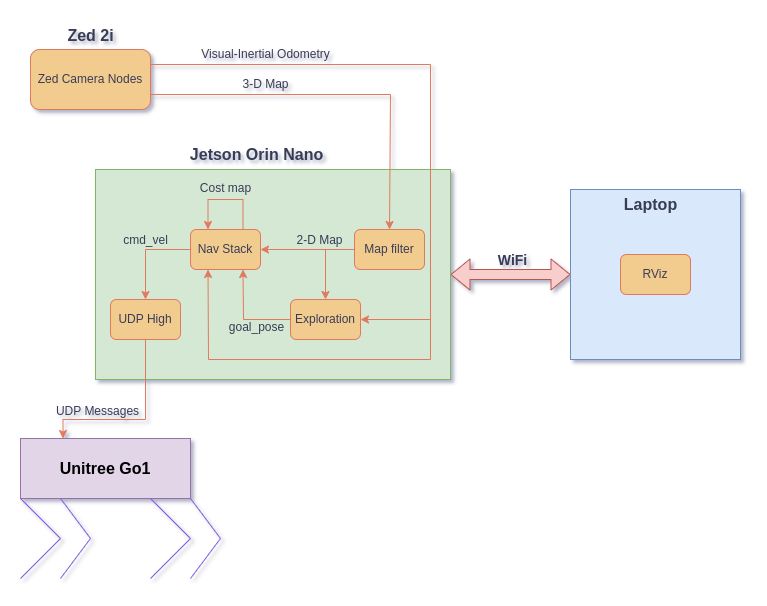 Zed 2i
Visual-Inertial Odometry
Zed Camera Nodes
3-D Map
Jetson Orin Nano
Cost map
Laptop
cmd_vel
2-D Map
Nav Stack
Map filter
WiFi
RViz
UDP High
Exploration
goal_pose
UDP Messages
Unitree Go1